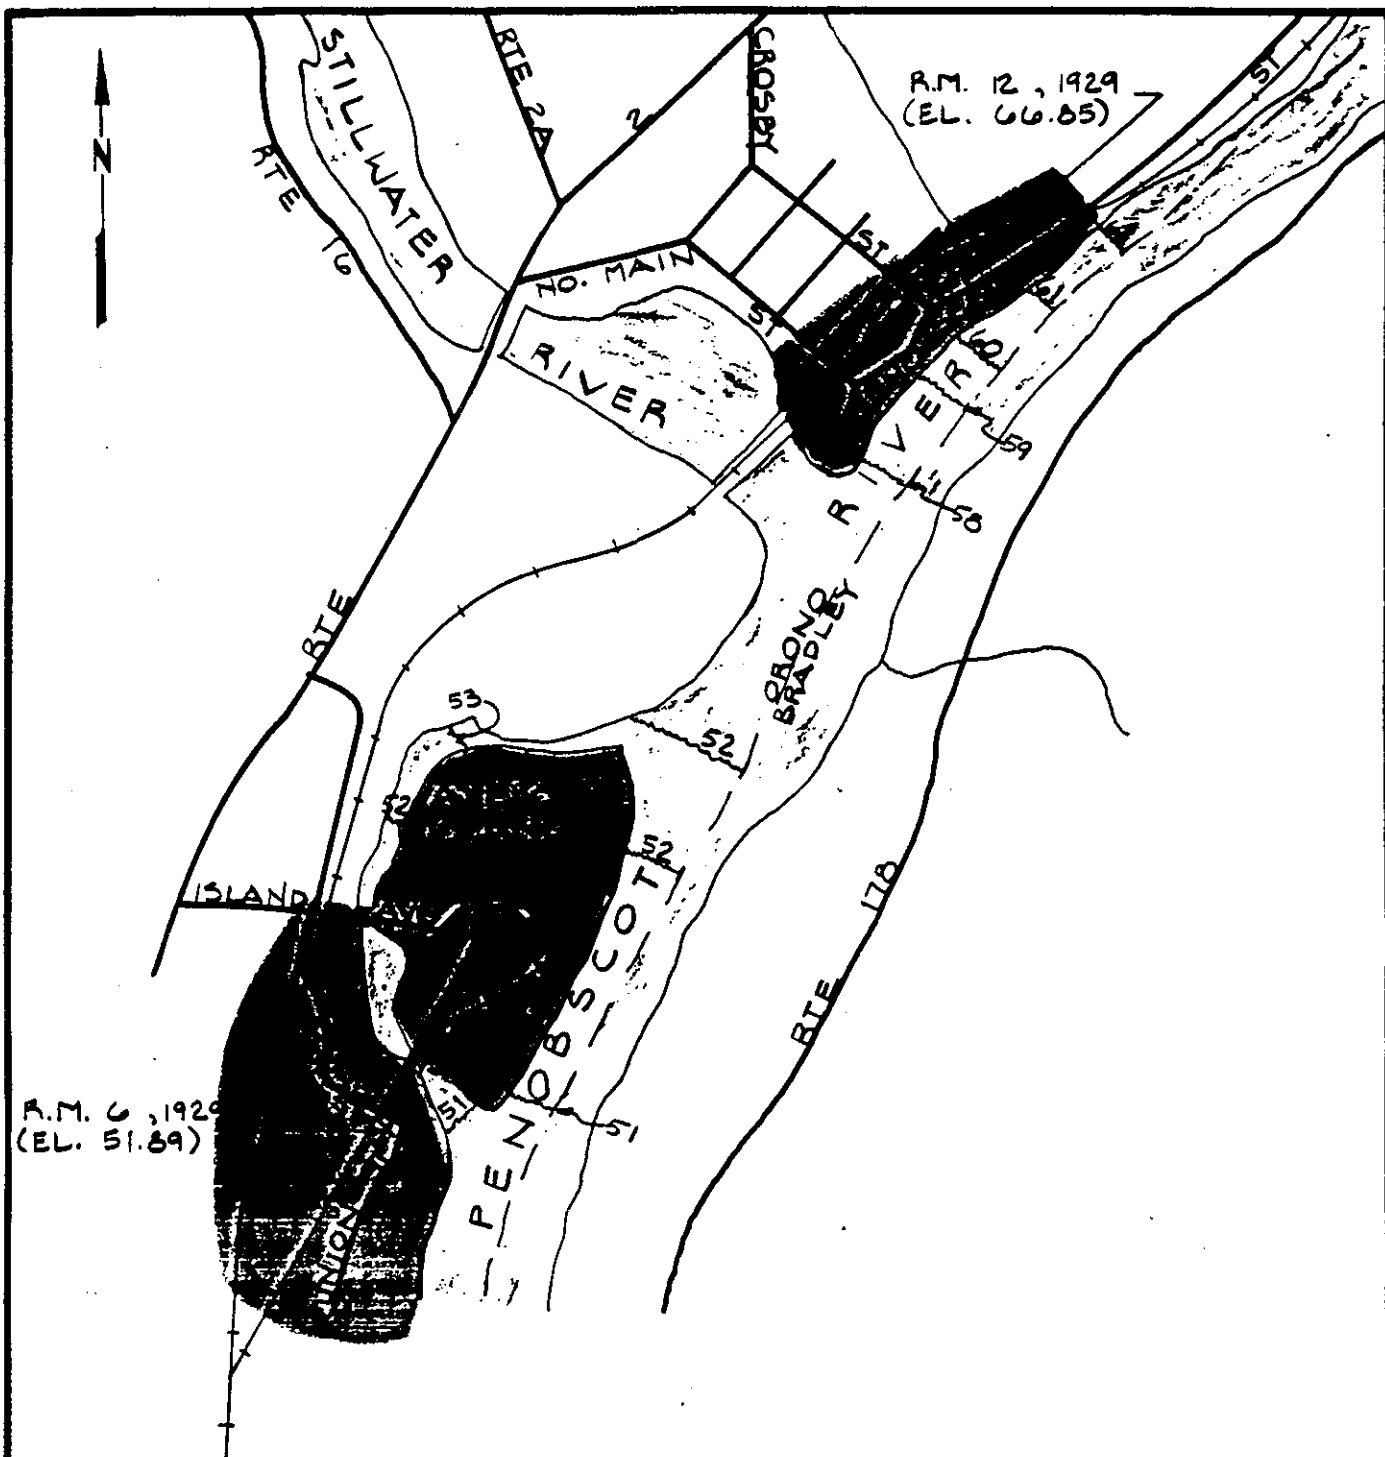 STILLWATER
RTE 2A
2
CROSBY
ST
R.M. 12 , 1929
(EL. 66.85)
ST
N
RTE 16
NO. MAIN
ST
RIVER
61
60
59
58
RIVER
RTE
ORONO
BRADLEY
53
52
52
52
ISLAND AVE
178
RTE
PENOBSCOT
R.M. 6 , 1929
(EL. 51.89)
51
51
UNION